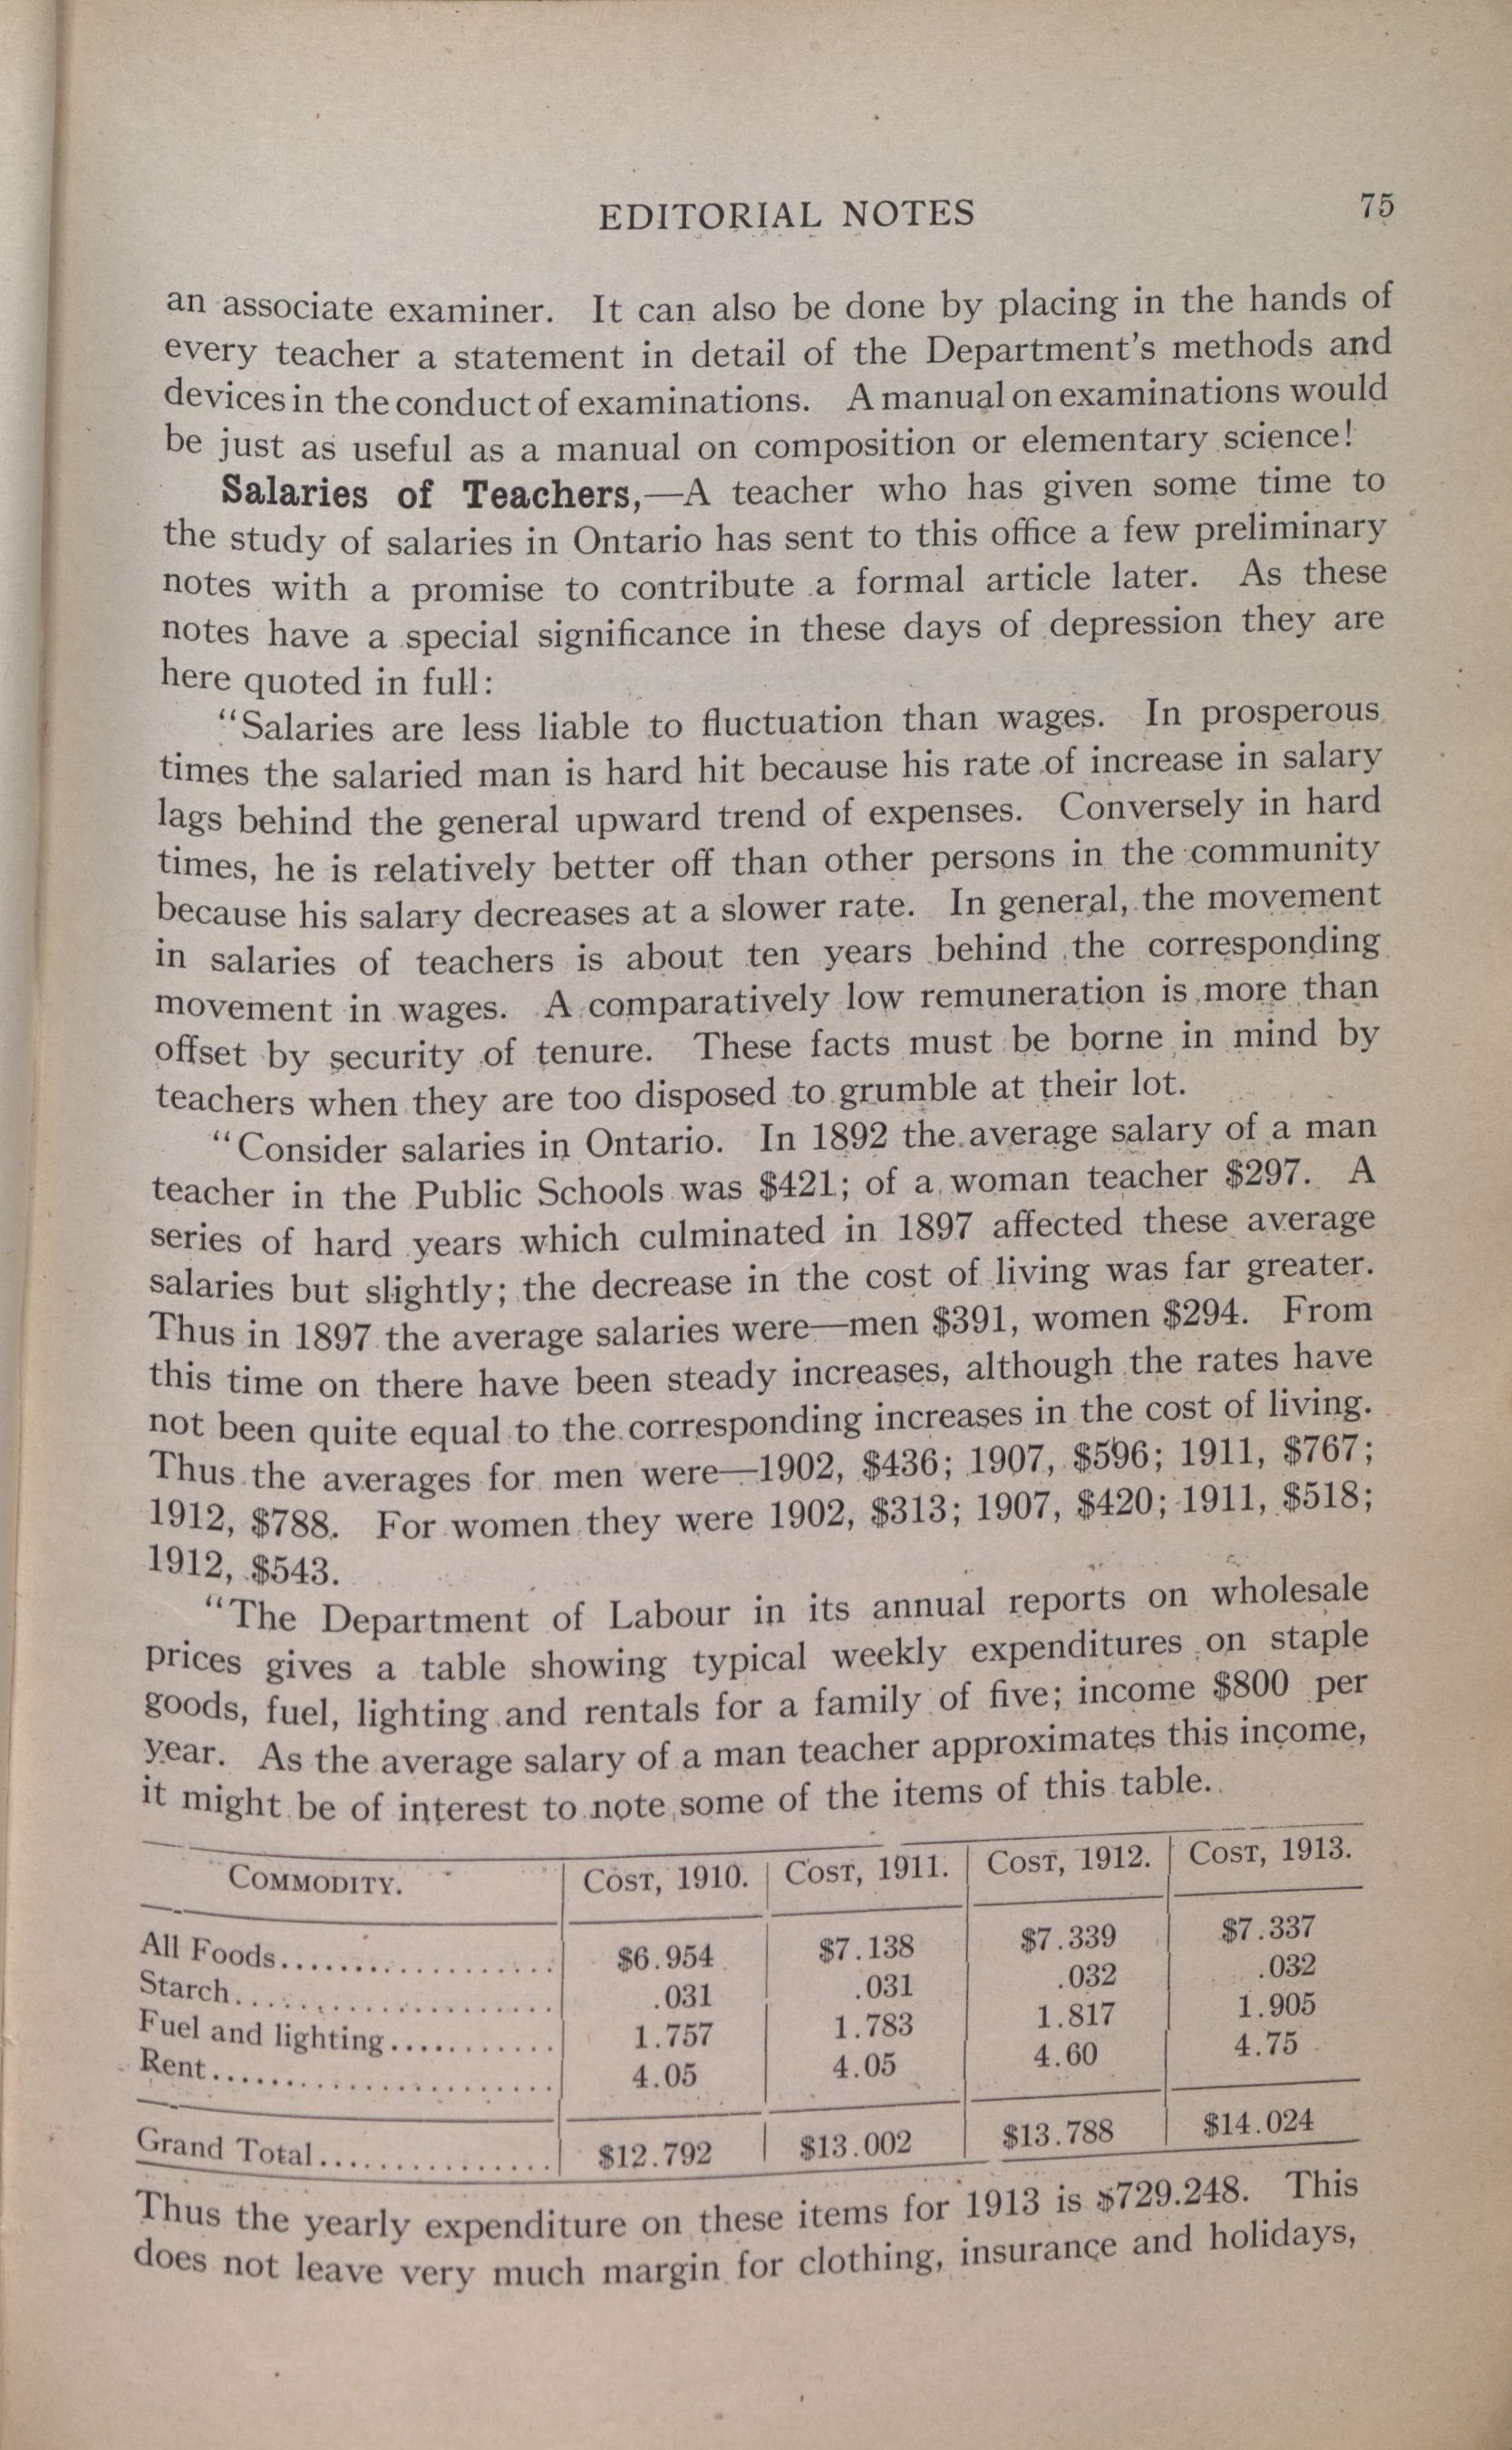 EDITORIAL NOTES 75
an associate examiner. It can also be done by placing in the hands of
every teacher a statement in detail of the Department's methods and
devices in the conduct of examinations. A manual on examinations would
be just as useful as a manual on composition or elementary science!
Salaries of Teachers,—A teacher who has given some time to
the study of salaries in Ontario has sent to this office a few preliminary
notes with a promise to contribute a formal article later. As these
notes have a special significance in these days of depression they are
here quoted in full:
"Salaries are less liable to fluctuation than wages. In prosperous
times the salaried man is hard hit because his rate of increase in salary
lags behind the general upward trend of expenses. Conversely in hard
times, he is relatively better off than other persons in the community
because his salary decreases at a slower rate. In general, the movement
in salaries of teachers is about ten years behind the corresponding
movement in wages. A comparatively low remuneration is more than
offset by security of tenure. These facts must be borne in mind by
teachers when they are too disposed to grumble at their lot.
"Consider salaries in Ontario. In 1892 the average salary of a man
teacher in the Public Schools was $421; of a woman teacher $297. A
series of hard years which culminated in 1897 affected these average
salaries but slightly; the decrease in the cost of living was far greater.
Thus in 1897 the average salaries were—men $391, women $294. From
this time on there have been steady increases, although the rates have
not been quite equal to the corresponding increases in the cost of living.
Thus the averages for men were—1902, $436; 1907, $596; 1911, $767;
1912, $788. For women they were 1902, $313; 1907, $420; 1911, $518;
1912, $543.
"The Department of Labour in its annual reports on wholesale
prices gives a table showing typical weekly expenditures on staple
goods, fuel, lighting and rentals for a family of five; income $800 per
year. As the average salary of a man teacher approximates this income,
it might be of interest to note some of the items of this table.
COMMODITY. COST, 1910. COST, 1911. COST, 1912. COST, 1913.
All Foods................... $6.954 $7.138 $7.339 $7.337
Starch...................... .031 .031 .032 .032
Fuel and lighting........... 1.757 1.783 1.817 1.905
Rent....................... 4.05 4.05 4.60 4.75
Grand Total................ $12.792 $13.002 $13.788 $14.024
Thus the yearly expenditure on these items for 1913 is $729.248. This
does not leave very much margin for clothing, insurance and holidays,